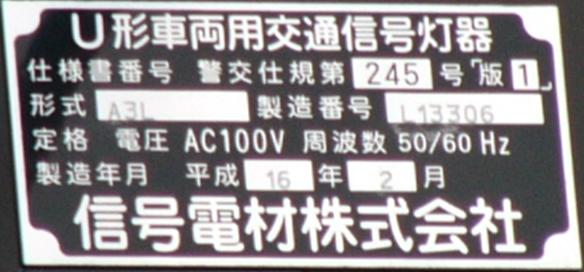 U形車両用交通信号灯器
仕様書番号 警交仕規第 245 号「版 1」
形式 A3L 製造番号 L13306
定格 電圧 AC100V 周波数 50/60 Hz
製造年月 平成 16 年 2 月
信号電材株式会社